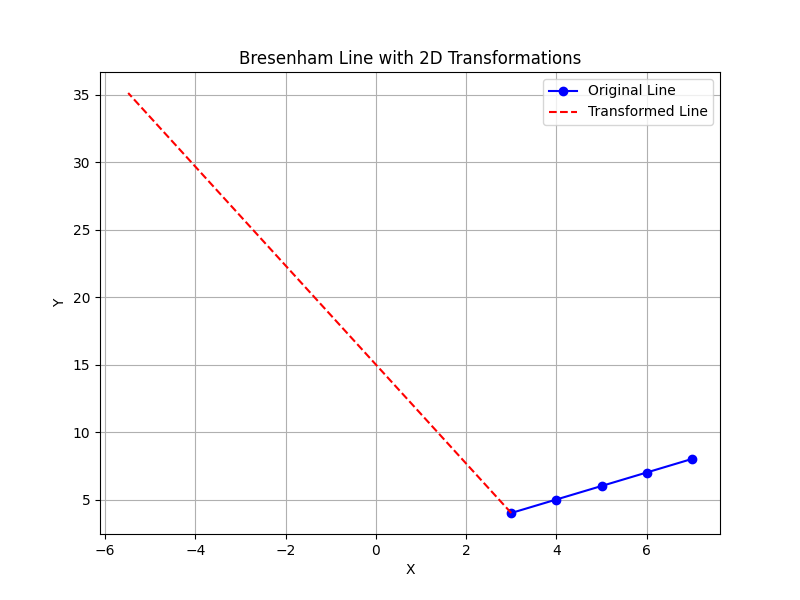 Bresenham Line with 2D Transformations
Original Line
Transformed Line
35
30
25
20
15
10
5
Y
−6
−4
−2
0
2
4
6
X